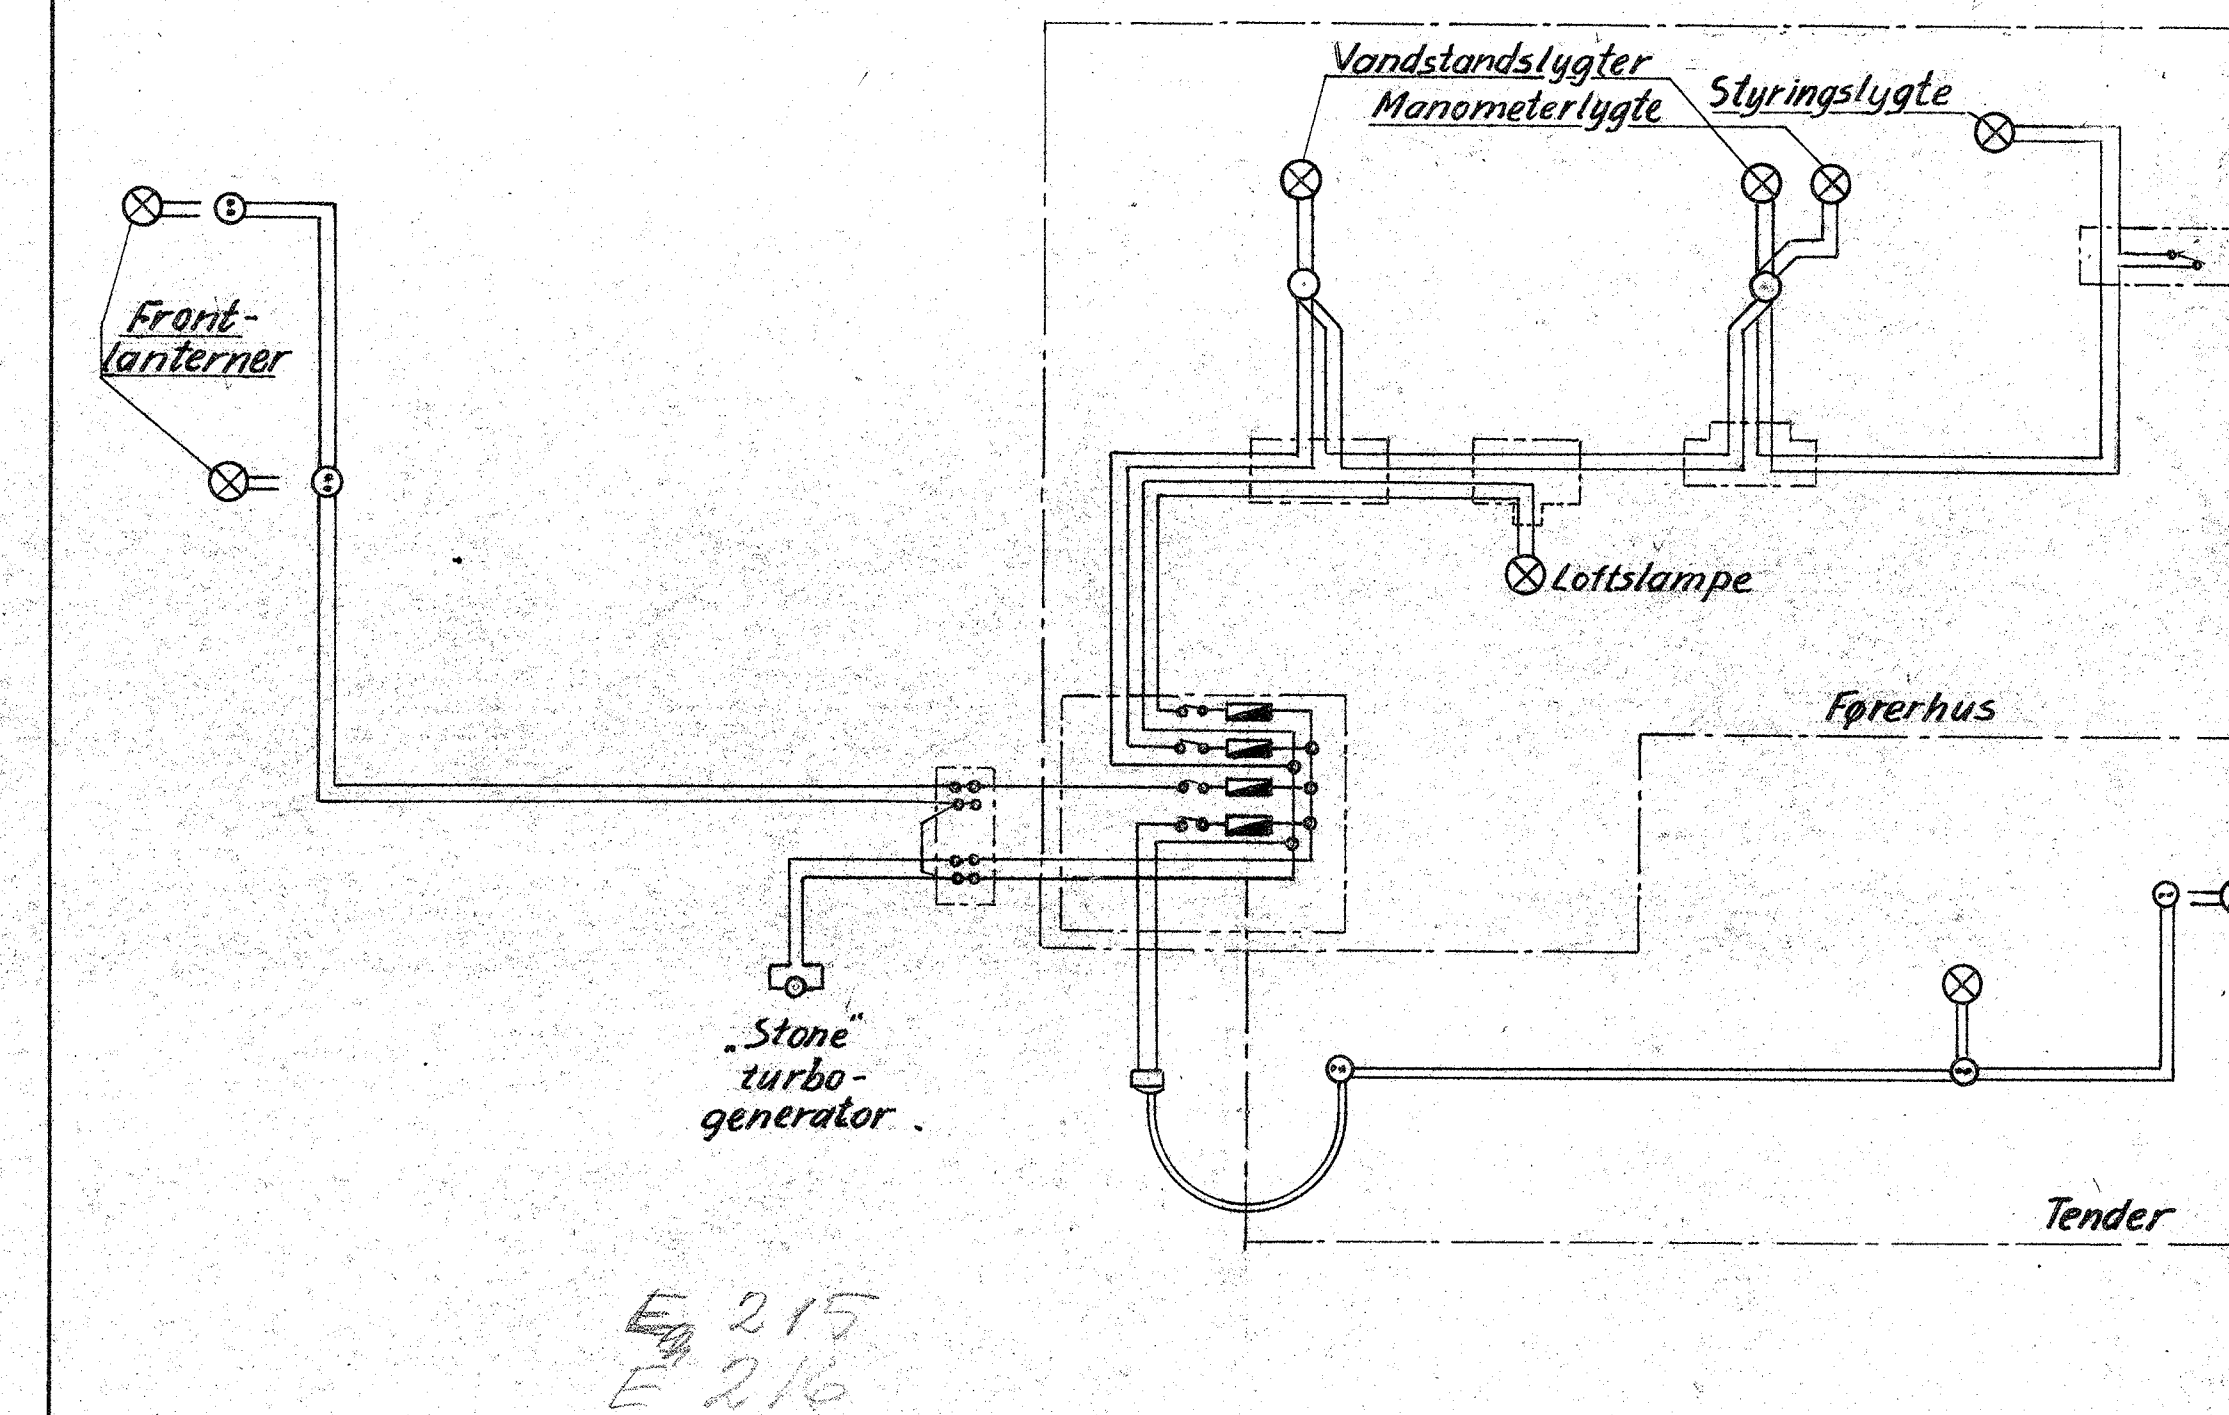 Vandstandslygter
Manometerlygte
Styringslygte
Front-
lanterner
Loftslampe
Førerhus
„Stone"
turbo-
generator
Tender
E 215
E 216